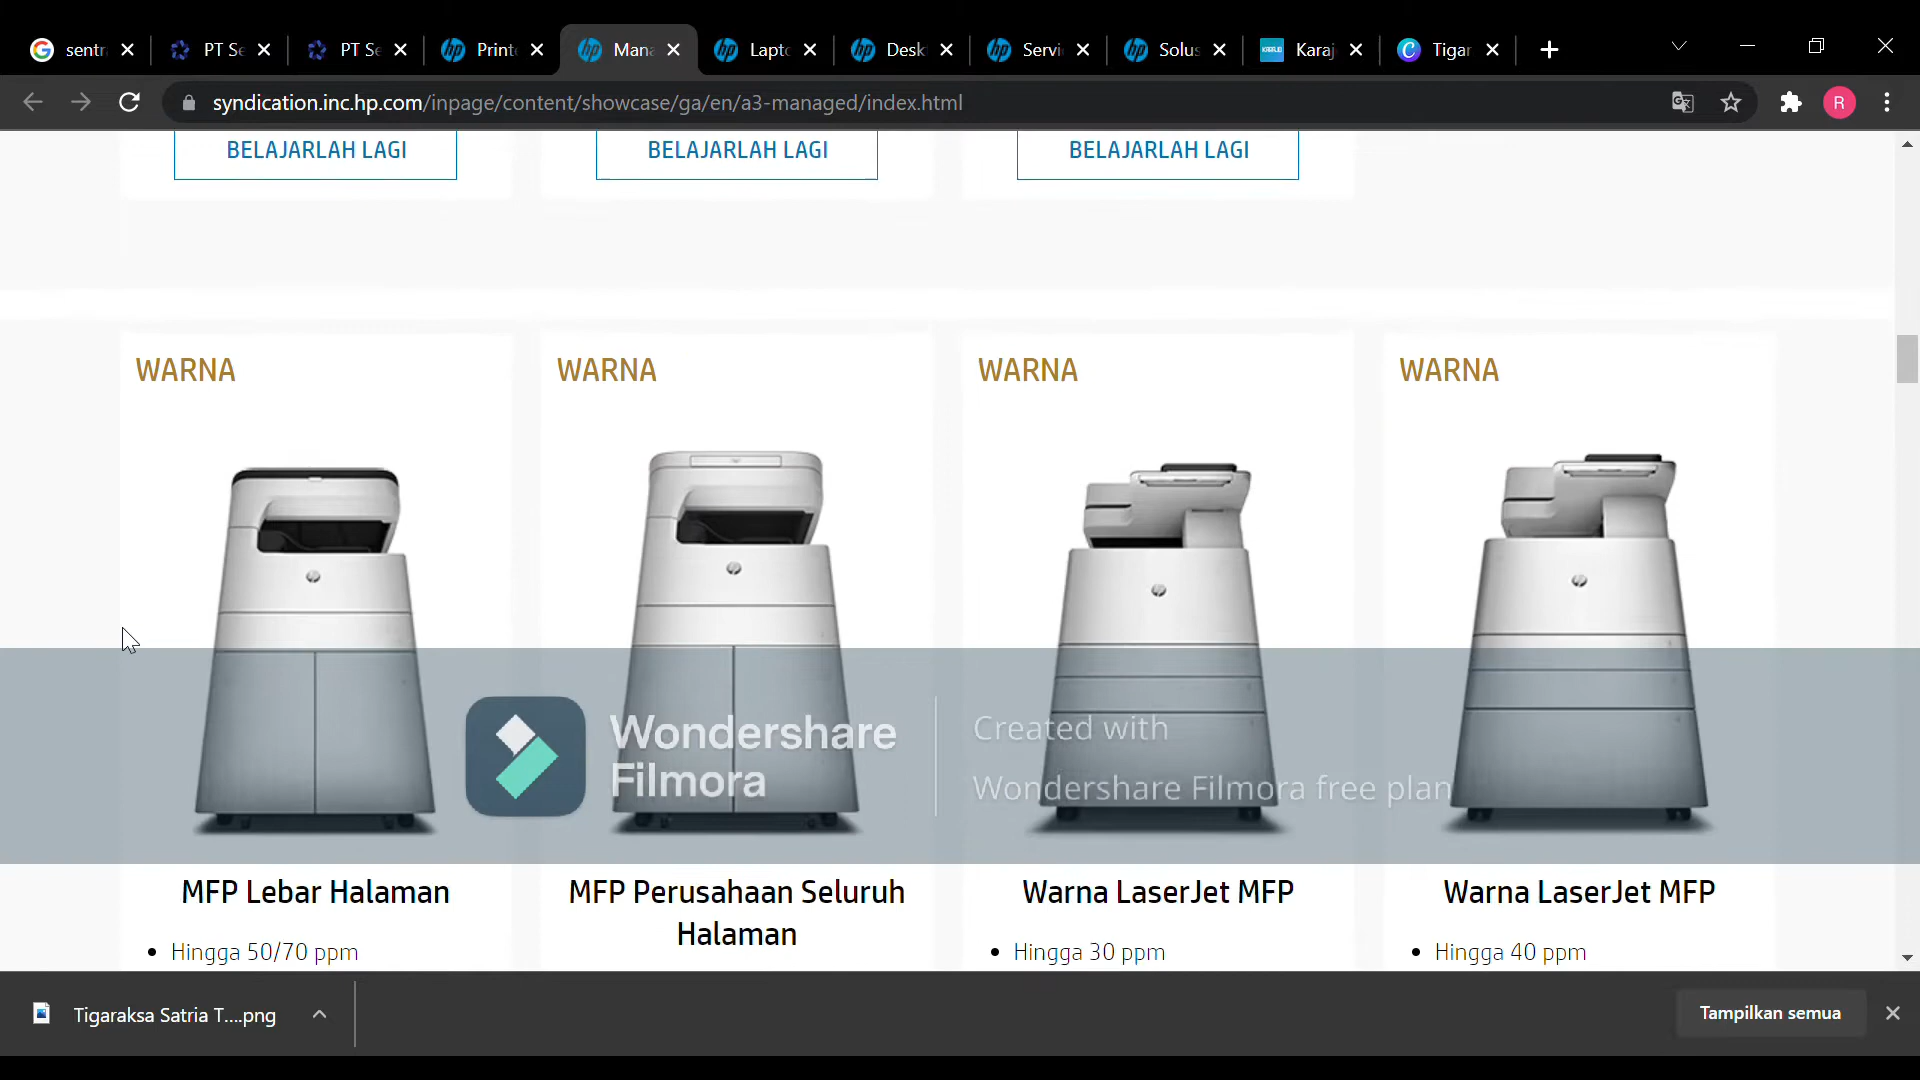 sentr
PT Se
PT Se
Printe
Mana
Lapto
Desk
Servi
Solus
Karaj
Tigar
syndication.inc.hp.com/inpage/content/showcase/ga/en/a3-managed/index.html
R
BELAJARLAH LAGI
BELAJARLAH LAGI
BELAJARLAH LAGI
WARNA
WARNA
WARNA
WARNA
Wondershare
Filmora
Created with
Wondershare Filmora free plan
MFP Lebar Halaman
MFP Perusahaan Seluruh
Halaman
Warna LaserJet MFP
Warna LaserJet MFP
Hingga 50/70 ppm
Hingga 30 ppm
Hingga 40 ppm
Tigaraksa Satria T....png
Tampilkan semua